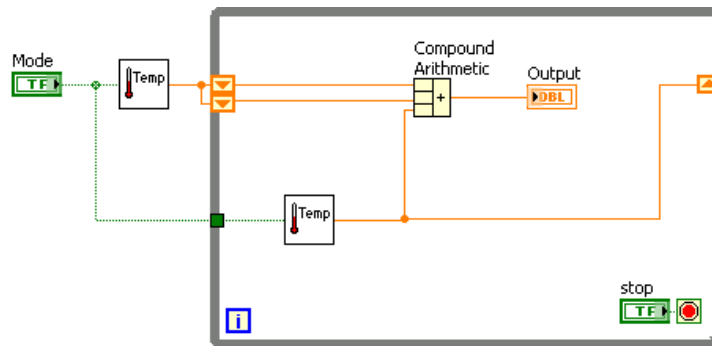 Mode
TF
Temp
Compound
Arithmetic
+
Output
DBL
Temp
i
stop
TF